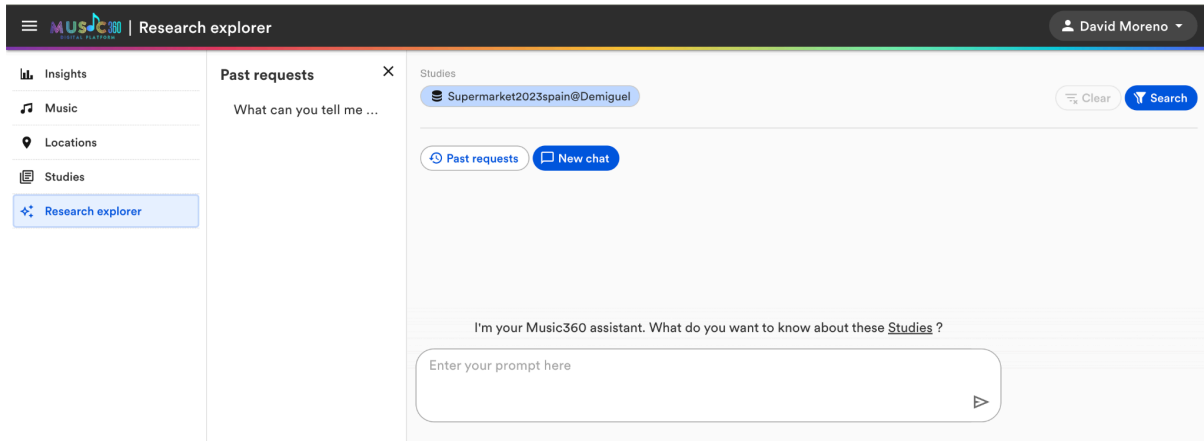 MUSIC360 | Research explorer
DIGITAL PLATFORM
David Moreno
Insights
Music
Locations
Studies
Research explorer
Past requests
What can you tell me ...
Studies
Supermarket2023spain@Demiguel
Clear
Search
Past requests
New chat
I'm your Music360 assistant. What do you want to know about these Studies ?
Enter your prompt here